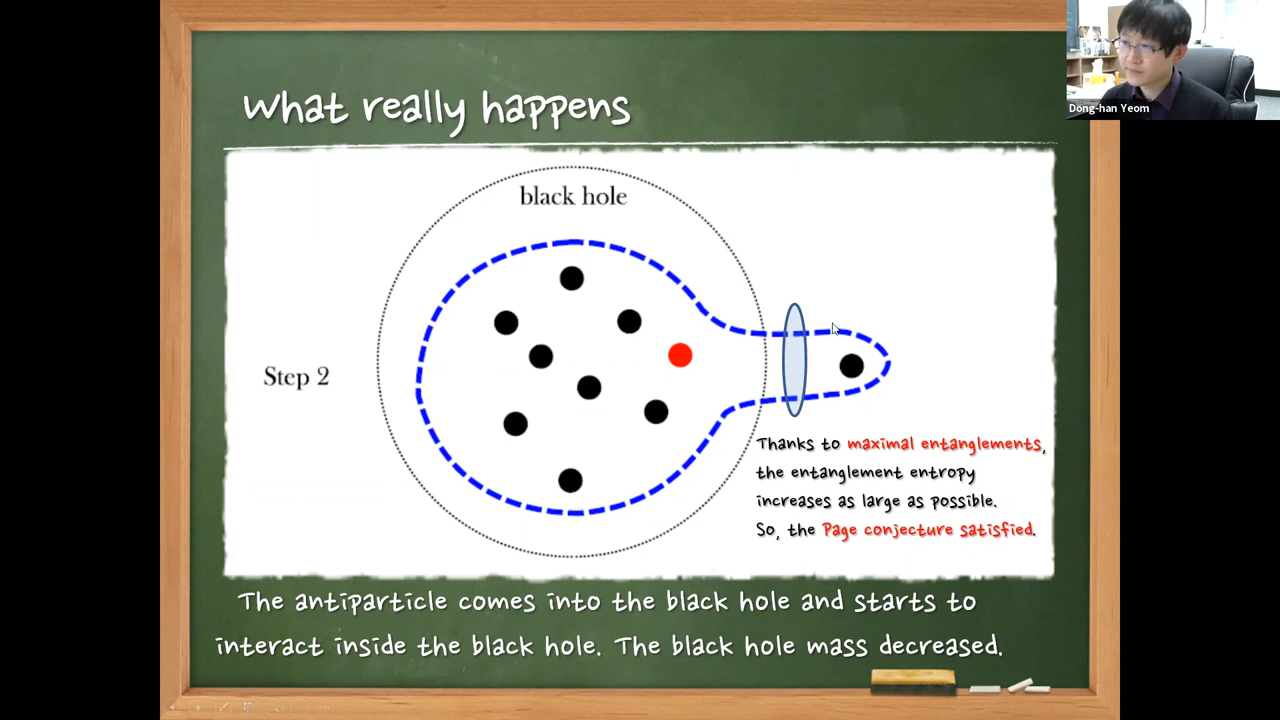 What really happens
Dong-han Yeom
black hole
Step 2
Thanks to maximal entanglements,
the entanglement entropy
increases as large as possible.
So, the Page conjecture satisfied.
The antiparticle comes into the black hole and starts to
interact inside the black hole. The black hole mass decreased.